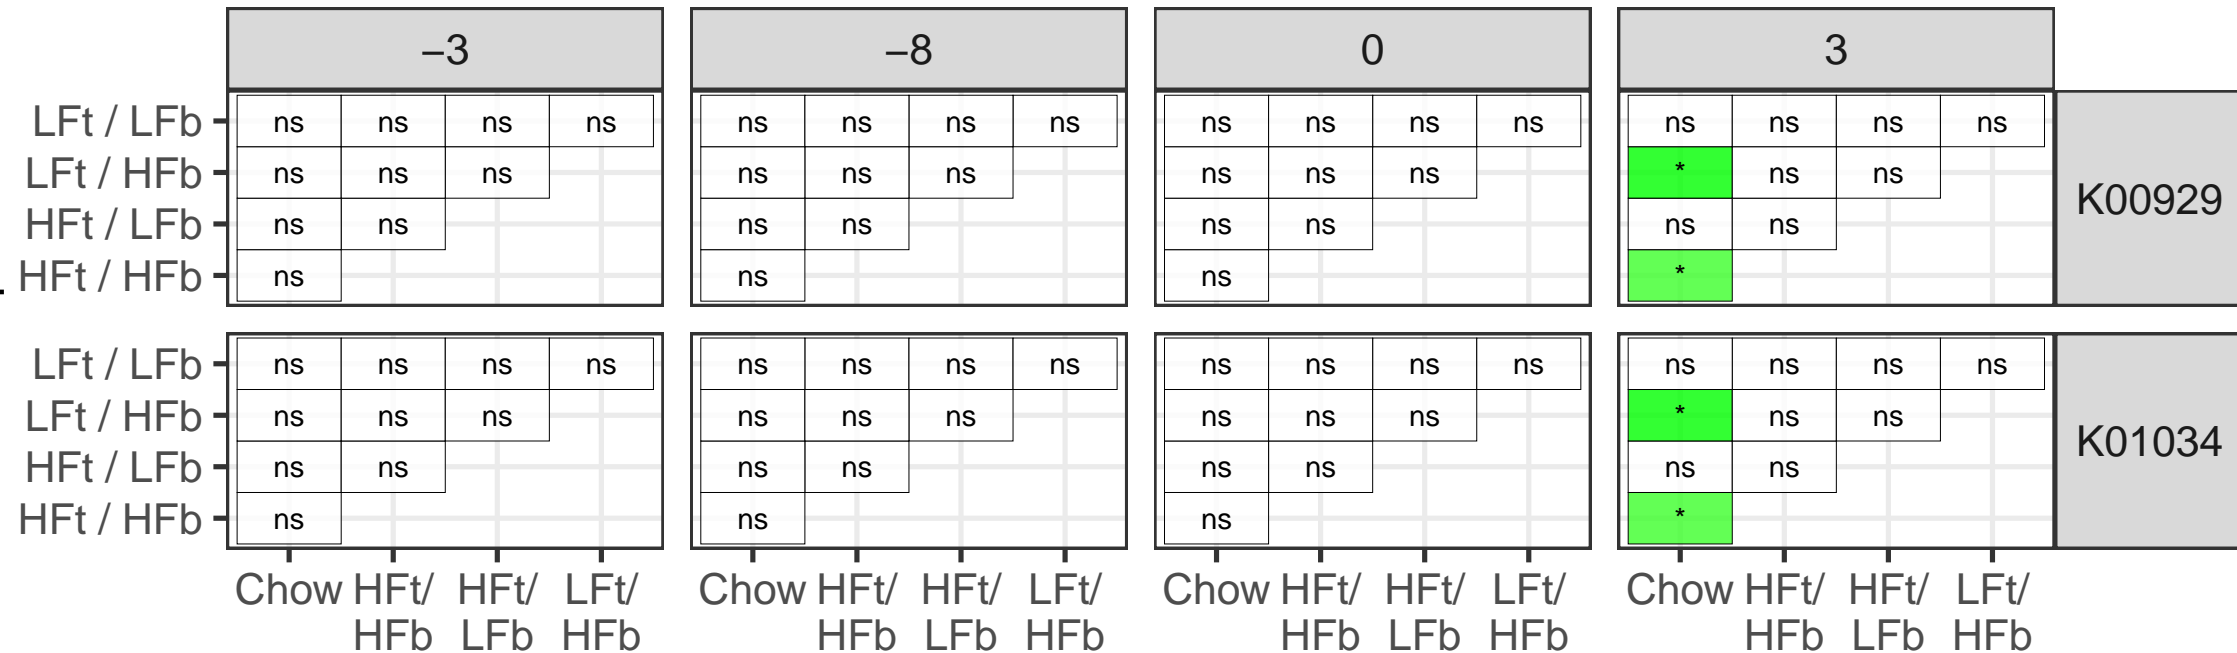 −3 −8 0 3
LFt / LFb ns ns ns ns ns ns ns ns ns ns ns ns ns ns ns ns
LFt / HFb ns ns ns ns ns ns ns ns ns * ns ns
K00929
HFt / LFb ns ns ns ns ns ns ns ns
HFt / HFb ns ns ns *
LFt / LFb ns ns ns ns ns ns ns ns ns ns ns ns ns ns ns ns
LFt / HFb ns ns ns ns ns ns ns ns ns * ns ns
K01034
HFt / LFb ns ns ns ns ns ns ns ns
HFt / HFb ns ns ns *
Chow HFt/ HFt/ LFt/ Chow HFt/ HFt/ LFt/ Chow HFt/ HFt/ LFt/ Chow HFt/ HFt/ LFt/
HFb LFb HFb HFb LFb HFb HFb LFb HFb HFb LFb HFb